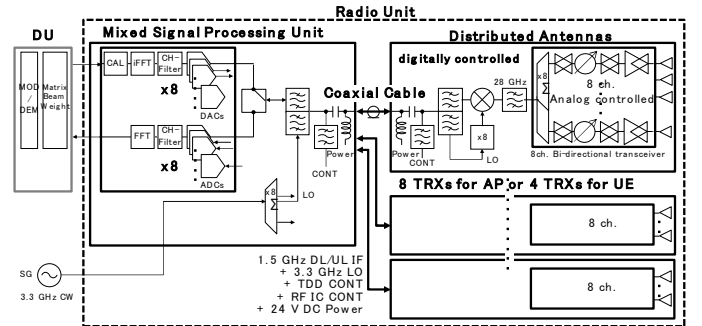 Radio Unit
DU
Mixed Signal Processing Unit
Distributed Antennas
MOD
/
DEM
Matrix
Beam
Weight
CAL
iFFT
CH-
Filter
x8
DACs
FFT
CH-
Filter
x8
ADCs
x8
Σ
LO
Power
CONT
Coaxial Cable
digitally controlled
28 GHz
x8
LO
Power
CONT
x8
Σ
8 ch.
Analog controlled
8ch. Bi-directional transceiver
8 TRXs for AP or 4 TRXs for UE
8 ch.
8 ch.
SG
3.3 GHz CW
1.5 GHz DL/UL IF
+ 3.3 GHz LO
+ TDD CONT
+ RF IC CONT
+ 24 V DC Power